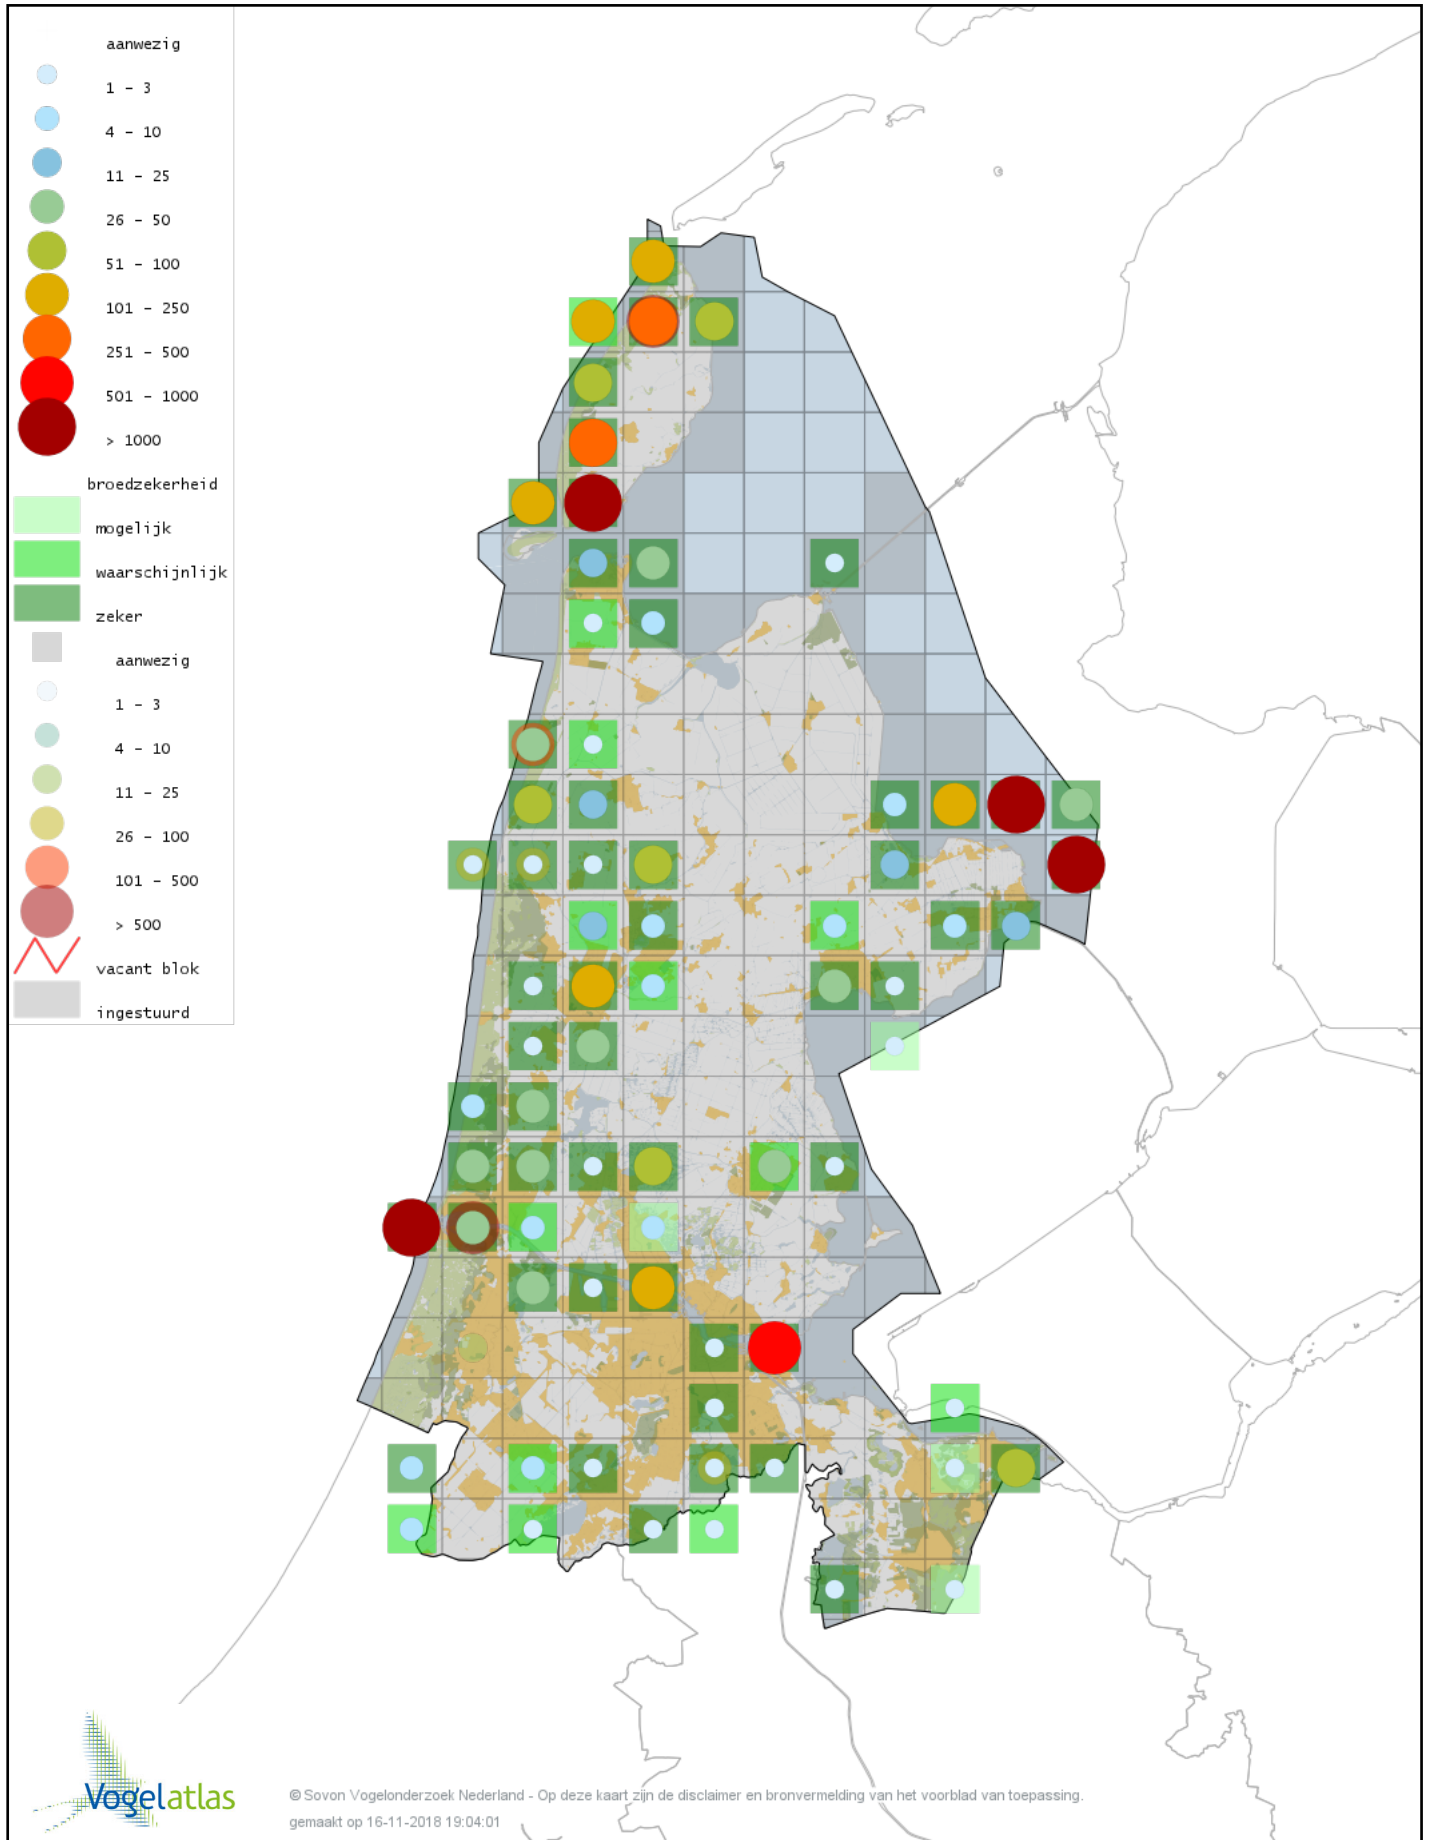 aanwezig
1 - 3
4 - 10
11 - 25
26 - 50
51 - 100
101 - 250
251 - 500
501 - 1000
> 1000
broedzekerheid
mogelijk
waarschijnlijk
zeker
aanwezig
1 - 3
4 - 10
11 - 25
26 - 100
101 - 500
> 500
vacant blok
ingestuurd
Vogelatlas
© Sovon Vogelonderzoek Nederland - Op deze kaart zijn de disclaimer en bronvermelding van het voorblad van toepassing.
gemaakt op 16-11-2018 19:04:01